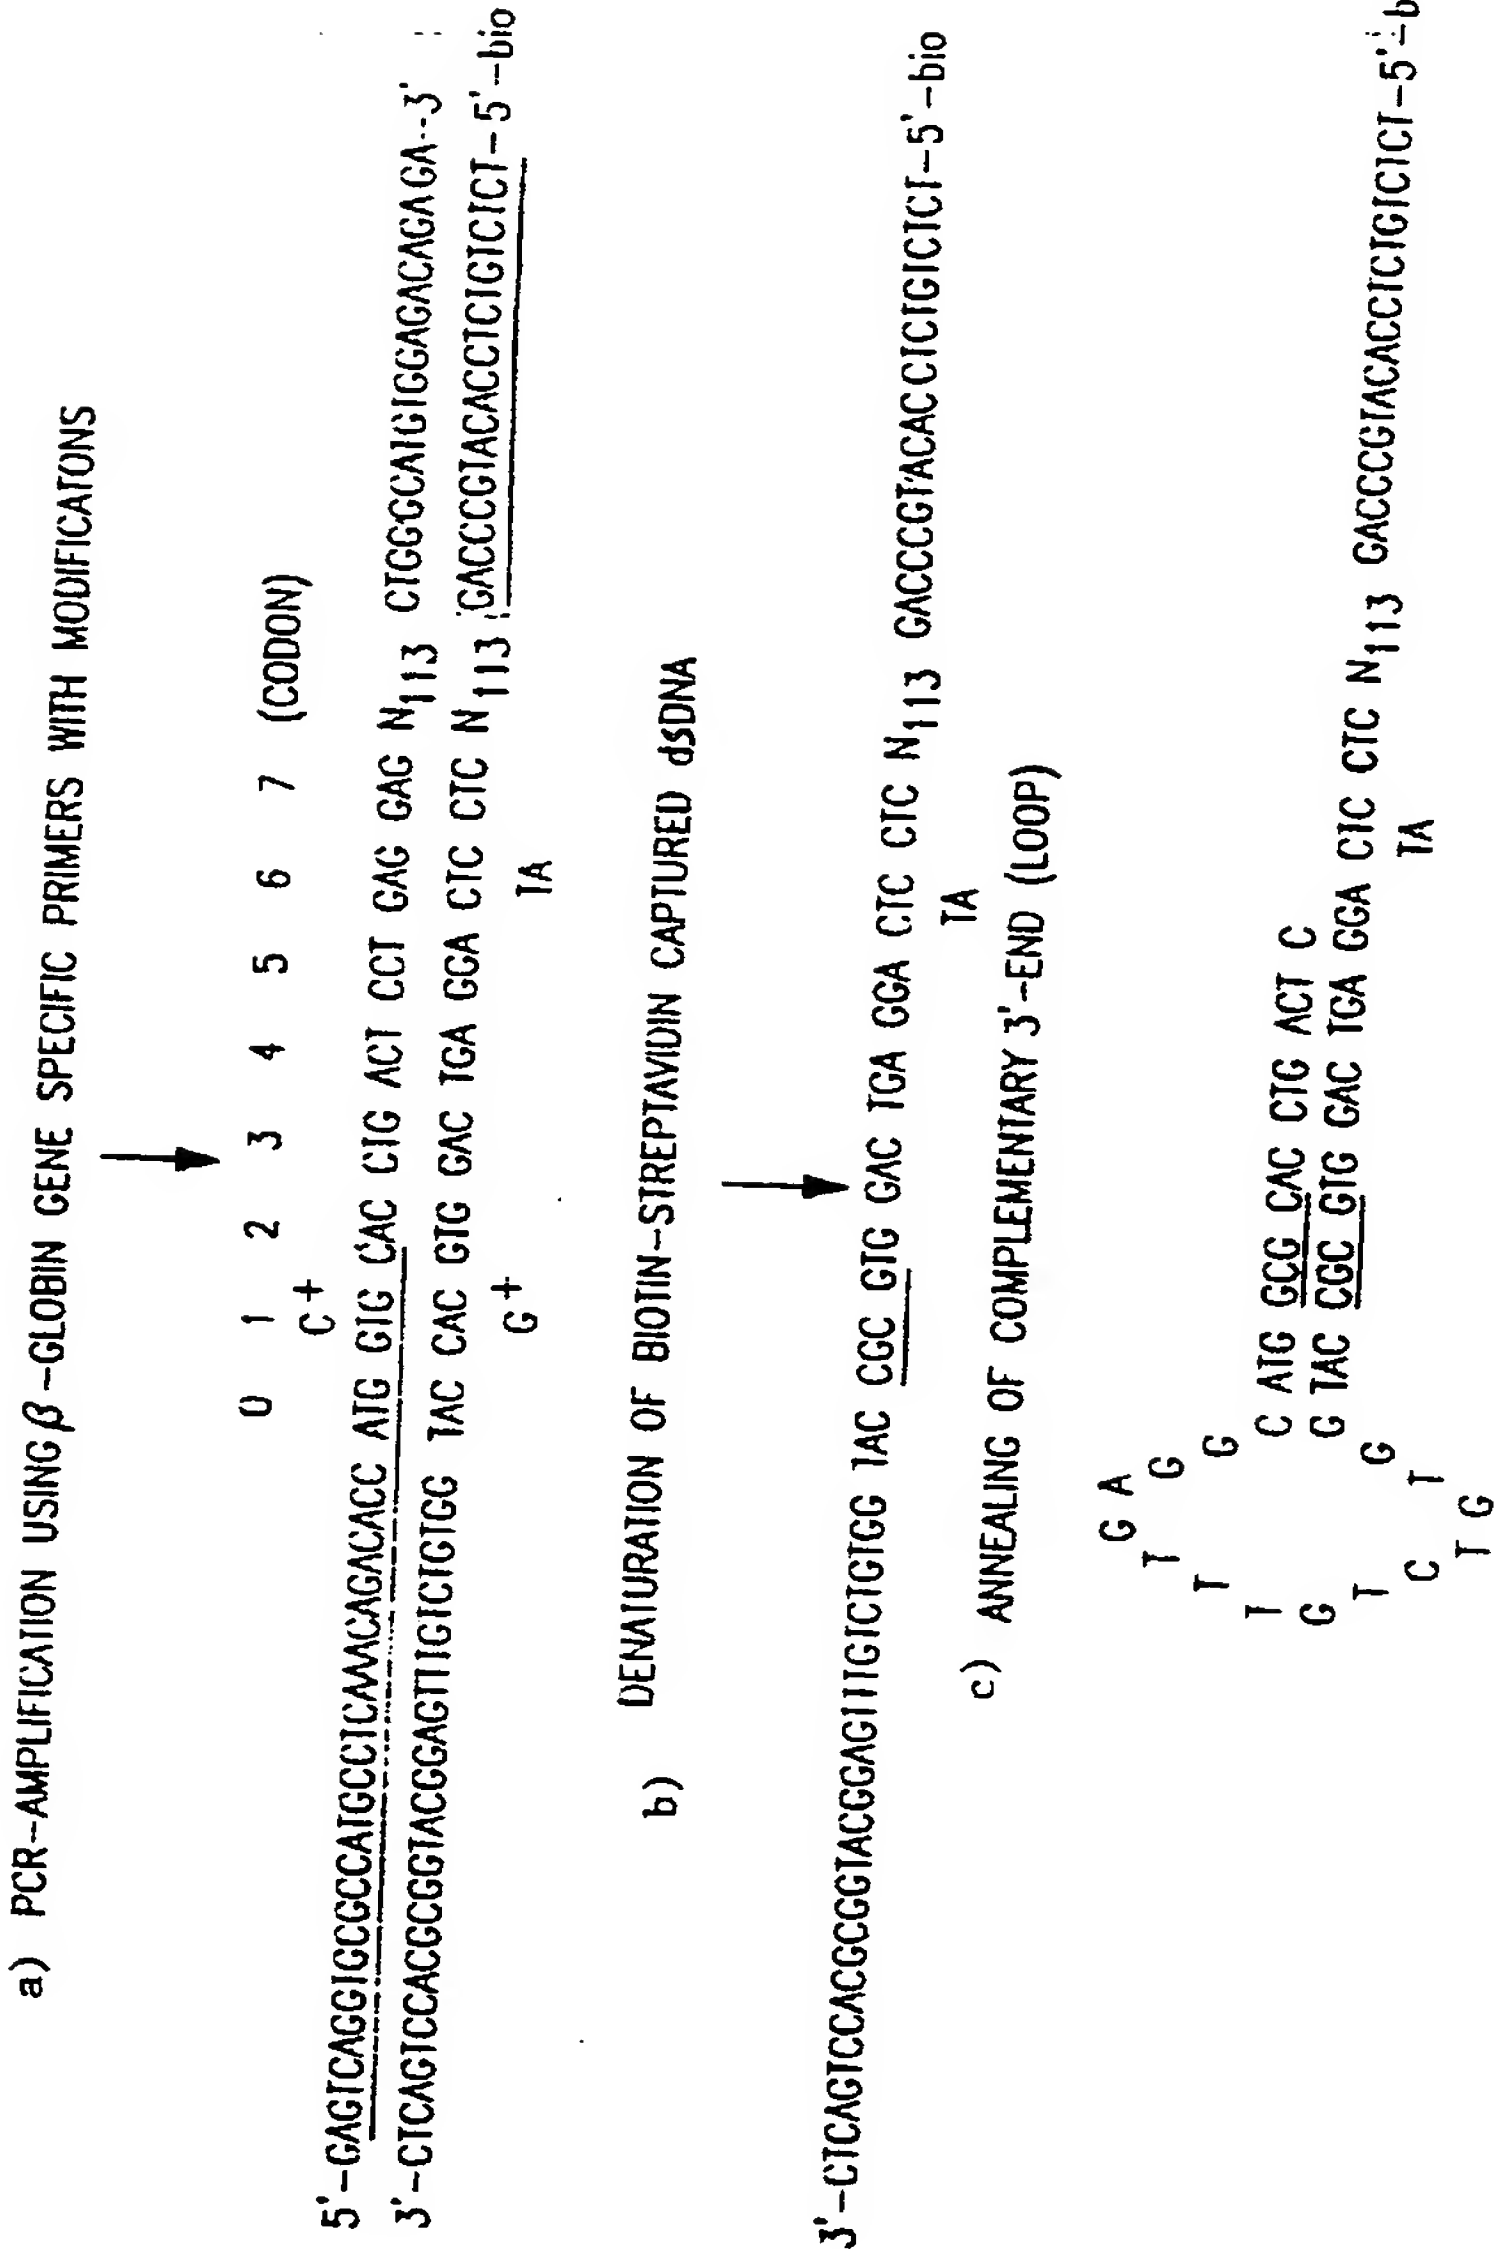 a) PCR-AMPLIFICATION USING β-GLOBIN GENE SPECIFIC PRIMERS WITH MODIFICATONS
0 1 2 3 4 5 6 7 (CODON)
C+
5'-GAGTCAGGTGCGCCATGCCTCAAACAGACACC ATG GTG CAC CTG ACT CCT GAG GAG N113 CTGGGCATGTGGAGACAGAGA--3'
3'-CTCAGTCCACGCGGTACGGAGTTTGTCTGTGG TAC CAC GTG GAC TGA GGA CTC CTC N113 GACCCGTACACCTCTGTCTCT-5'-bio
G+ TA
b) DENATURATION OF BIOTIN-STREPTAVIDIN CAPTURED dsDNA
3'-CTCAGTCCACGCGGTACGGAGTTTGTCTGTGG TAC CGC GTG GAC TGA GGA CTC CTC N113 GACCCGTACACCTCTGTCTCT-5'-bio
TA
c) ANNEALING OF COMPLEMENTARY 3'-END (LOOP)
G A G G
T T T G T C T G T G
C ATG GCG CAC CTG ACT C
G TAC CGC GTG GAC TGA GGA CTC CTC N113 GACCCGTACACCTCTGTCTCT-5'-b
TA